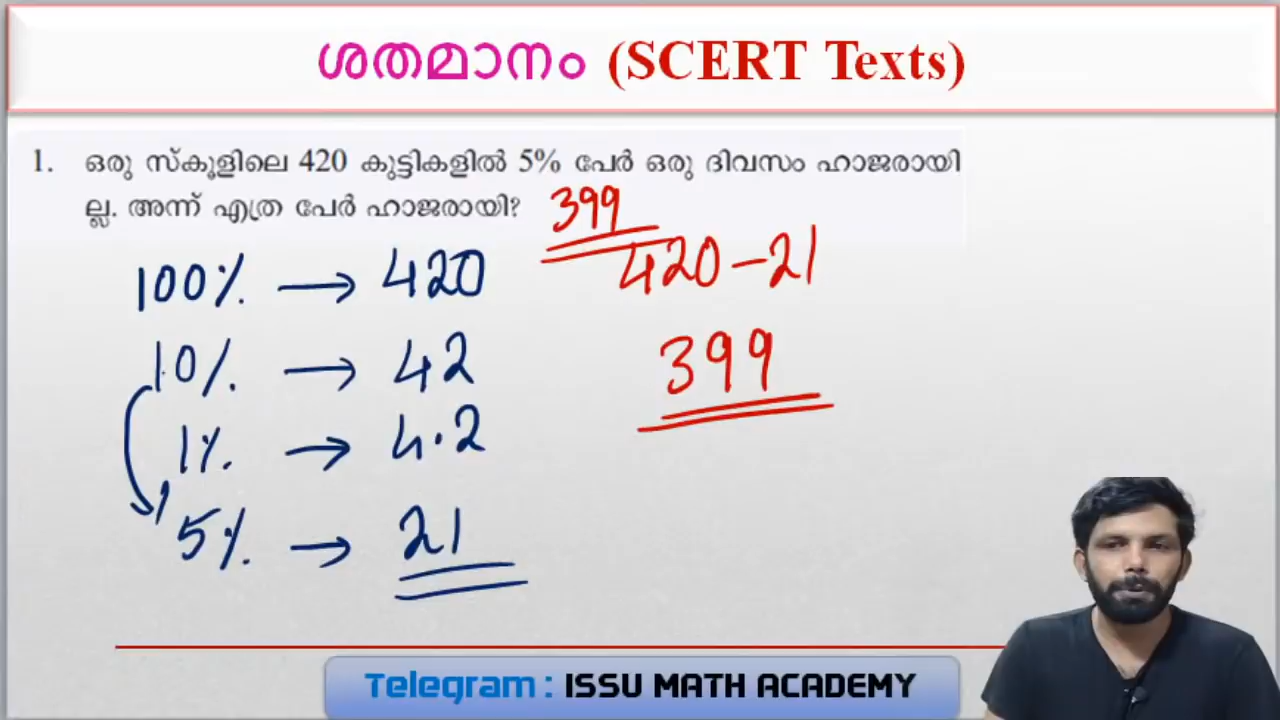 ശതമാനം (SCERT Texts)
1. ഒരു സ്കൂളിലെ 420 കുട്ടികളിൽ 5% പേർ ഒരു ദിവസം ഹാജരായി
ല്ല. അന്ന് എത്ര പേർ ഹാജരായി? 399
100% → 420
420-21
10% → 42
399
1% → 4.2
5% → 21
Telegram : ISSU MATH ACADEMY